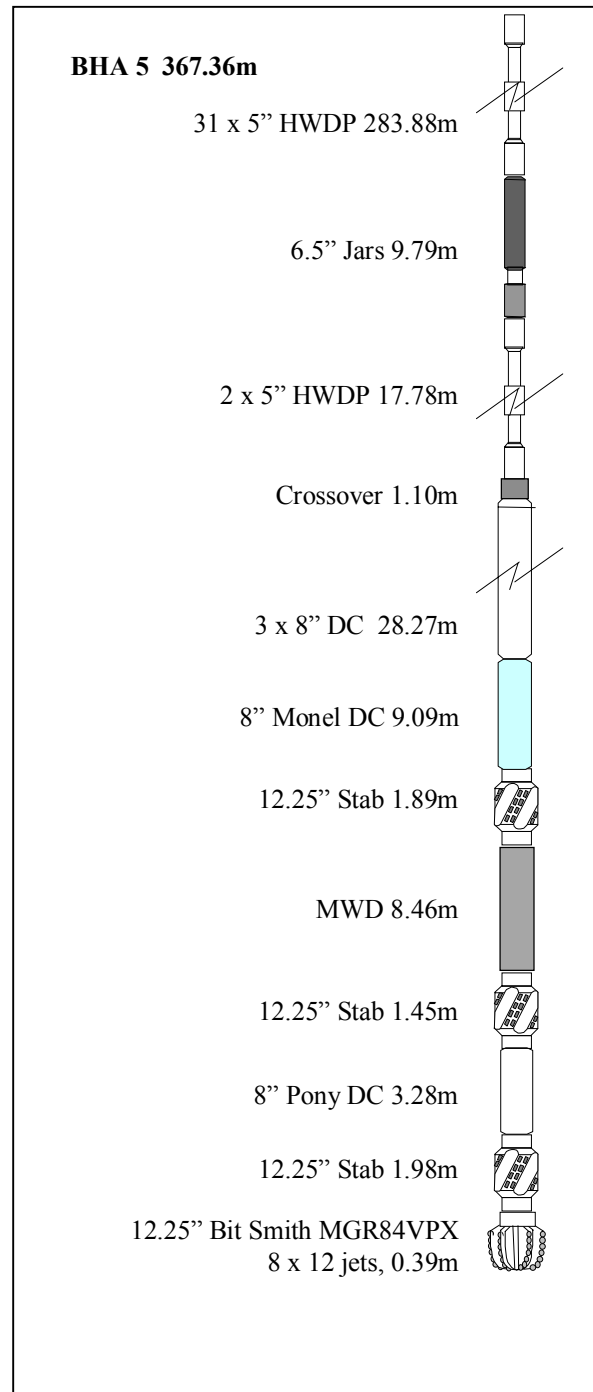 BHA 5  367.36m
31 x 5” HWDP 283.88m
6.5” Jars 9.79m
2 x 5” HWDP 17.78m
Crossover 1.10m
3 x 8” DC  28.27m
8” Monel DC 9.09m
12.25” Stab 1.89m
MWD 8.46m
12.25” Stab 1.45m
8” Pony DC 3.28m
12.25” Stab 1.98m
12.25” Bit Smith MGR84VPX
8 x 12 jets, 0.39m